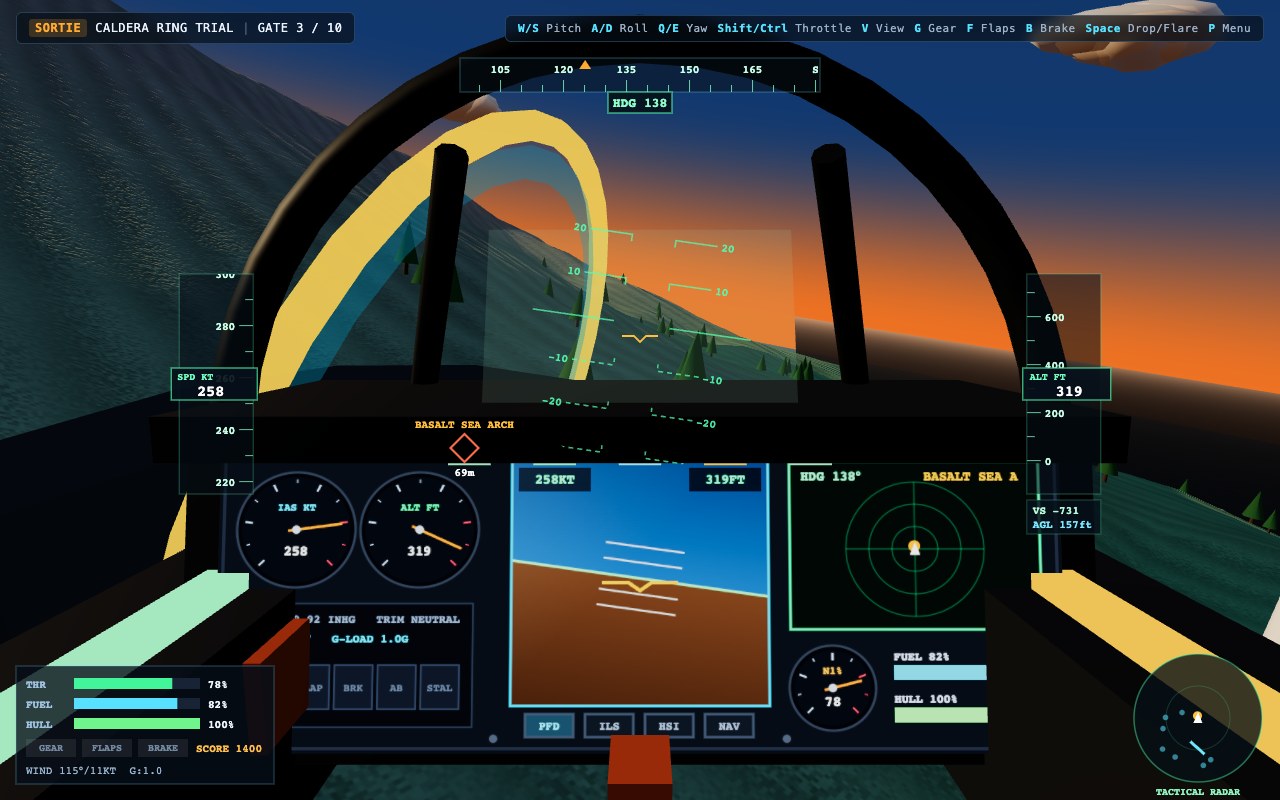 SORTIE CALDERA RING TRIAL | GATE 3 / 10
W/S Pitch A/D Roll Q/E Yaw Shift/Ctrl Throttle V View G Gear F Flaps B Brake Space Drop/Flare P Menu
105 120 135 150 165 S
HDG 138
20 20
10 10
-10 -10
-20 -20
300
280
260
SPD KT
258
240
220
600
400
ALT FT
319
200
0
VS -731
AGL 157ft
BASALT SEA ARCH
69m
IAS KT
258
ALT FT
319
258KT 319FT
HDG 138° BASALT SEA A
92 INHG TRIM NEUTRAL
G-LOAD 1.0G
AP BRK AB STAL
PFD ILS HSI NAV
N1%
78
FUEL 82%
HULL 100%
THR 78%
FUEL 82%
HULL 100%
GEAR FLAPS BRAKE SCORE 1400
WIND 115°/11KT G:1.0
TACTICAL RADAR